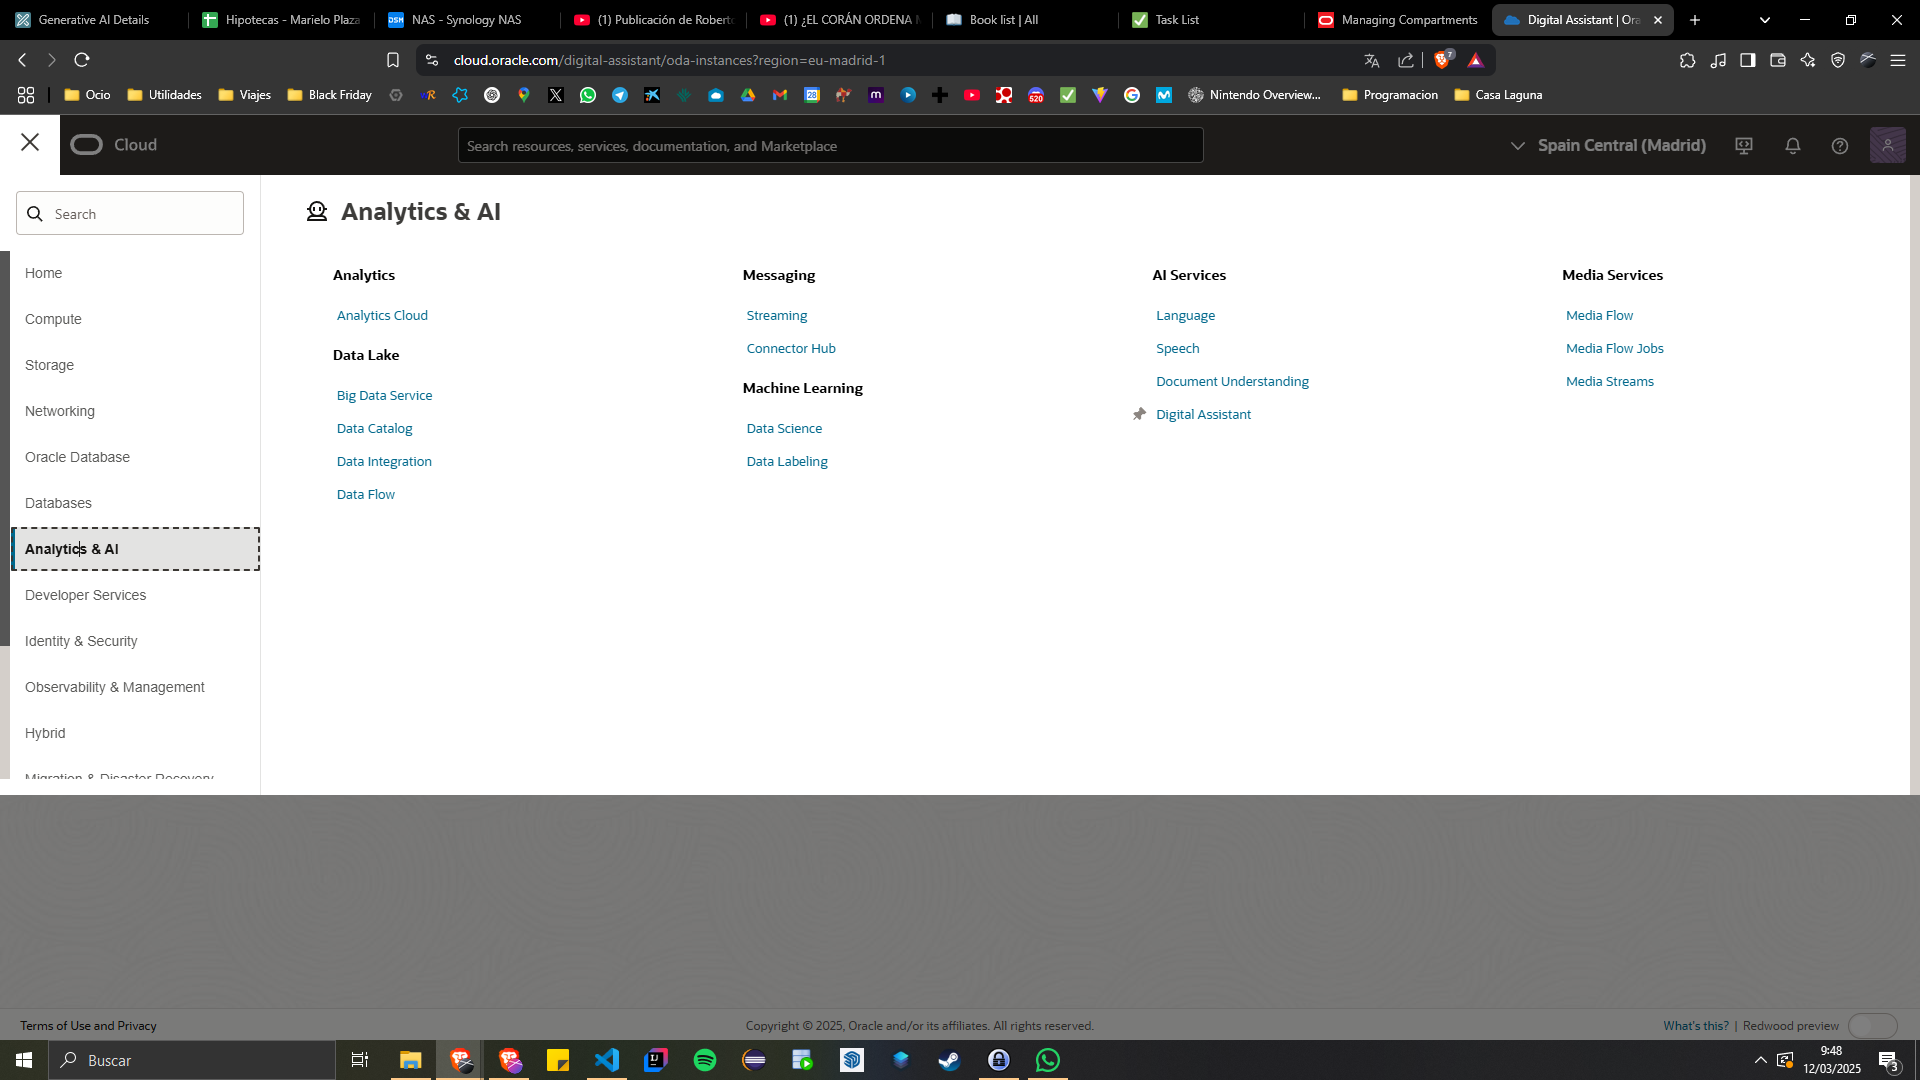 Generative AI Details
Hipotecas - Marielo Plaza
NAS - Synology NAS
(1) Publicación de Robert
(1) ¿EL CORÁN ORDENA
Book list | All
Task List
Managing Compartments
Digital Assistant | Ora
cloud.oracle.com/digital-assistant/oda-instances?region=eu-madrid-1
7
Ocio
Utilidades
Viajes
Black Friday
28
520
Nintendo Overview...
Programacion
Casa Laguna
Cloud
Search resources, services, documentation, and Marketplace
Spain Central (Madrid)
Search
Home
Compute
Storage
Networking
Oracle Database
Databases
Analytics & AI
Developer Services
Identity & Security
Observability & Management
Hybrid
Migration & Disaster Recovery
Analytics & AI
Analytics
Analytics Cloud
Data Lake
Big Data Service
Data Catalog
Data Integration
Data Flow
Messaging
Streaming
Connector Hub
Machine Learning
Data Science
Data Labeling
AI Services
Language
Speech
Document Understanding
Digital Assistant
Media Services
Media Flow
Media Flow Jobs
Media Streams
Terms of Use and Privacy
Copyright © 2025, Oracle and/or its affiliates. All rights reserved.
What's this? | Redwood preview
Buscar
9:48
12/03/2025
3